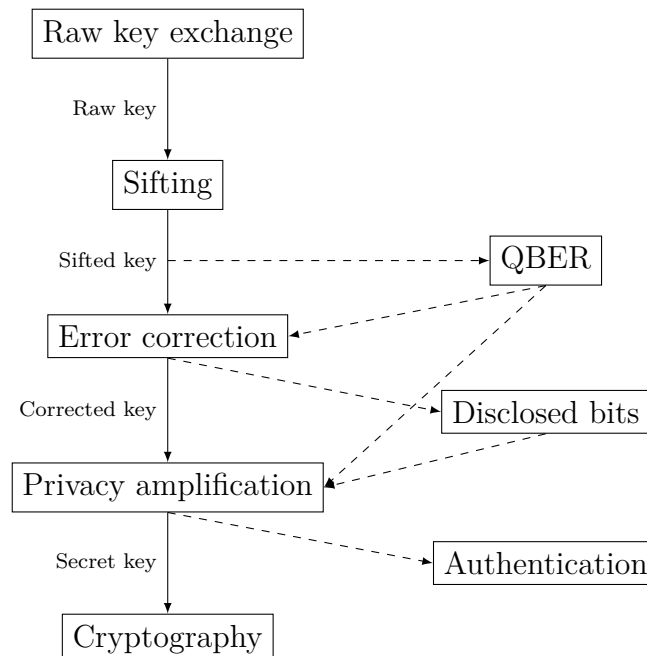 Raw key exchange
Raw key
Sifting
Sifted key
QBER
Error correction
Corrected key
Disclosed bits
Privacy amplification
Secret key
Authentication
Cryptography